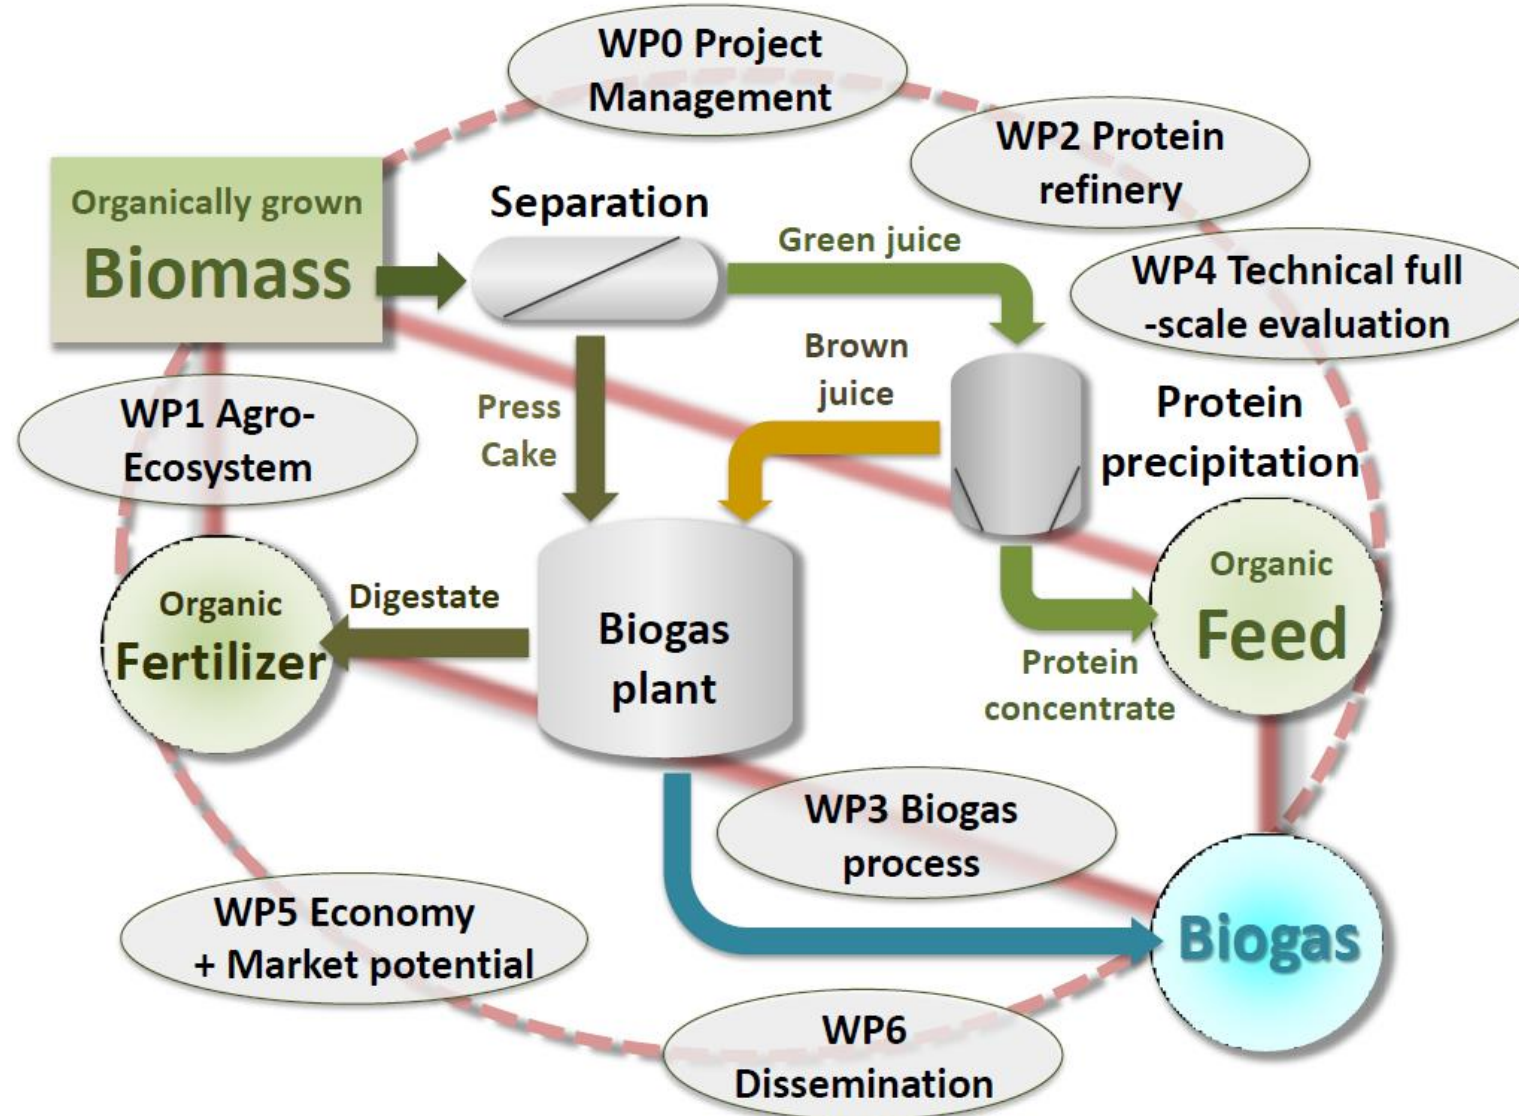 WP0 Project
Management
WP2 Protein
refinery
Organically grown
Biomass
Separation
Green juice
WP4 Technical full
-scale evaluation
Brown
juice
WP1 Agro-
Ecosystem
Press
Cake
Protein
precipitation
Organic
Feed
Organic
Fertilizer
Digestate
Biogas
plant
Protein
concentrate
WP3 Biogas
process
WP5 Economy
+ Market potential
Biogas
WP6
Dissemination